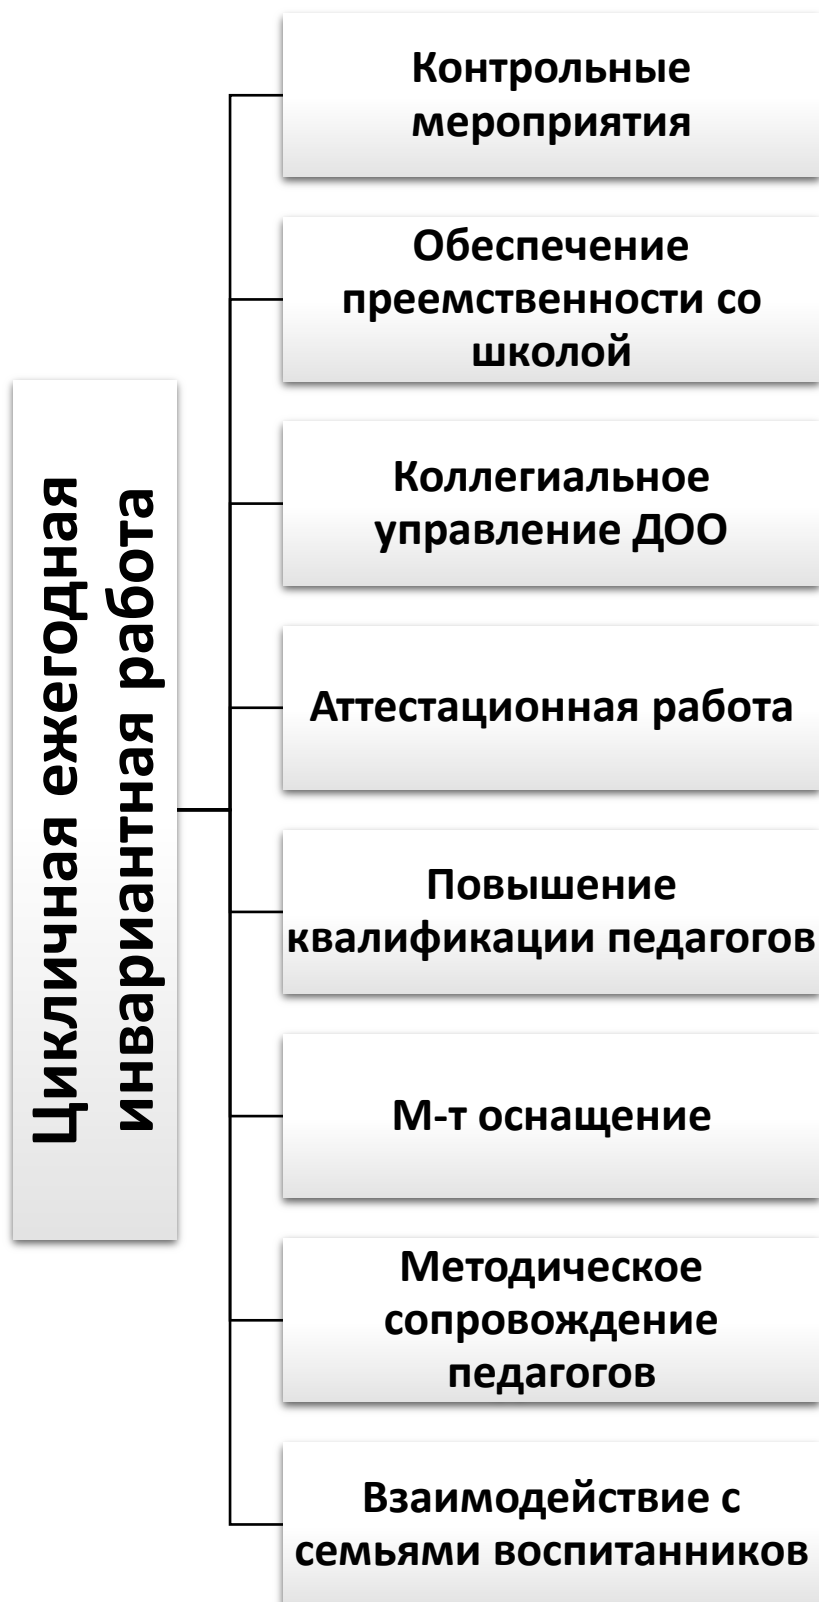 Цикличная ежегодная
инвариантная работа
Контрольные
мероприятия
Обеспечение
преемственности со
школой
Коллегиальное
управление ДОО
Аттестационная работа
Повышение
квалификации педагогов
М-т оснащение
Методическое
сопровождение
педагогов
Взаимодействие с
семьями воспитанников